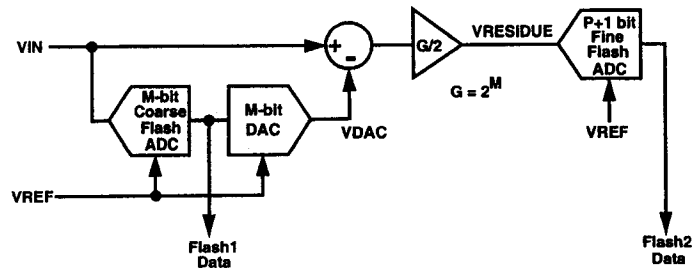 VIN
+
-
G/2
VRESIDUE
P+1 bit
Fine
Flash
ADC
G = 2^M
M-bit
Coarse
Flash
ADC
M-bit
DAC
VDAC
VREF
VREF
Flash1
Data
Flash2
Data